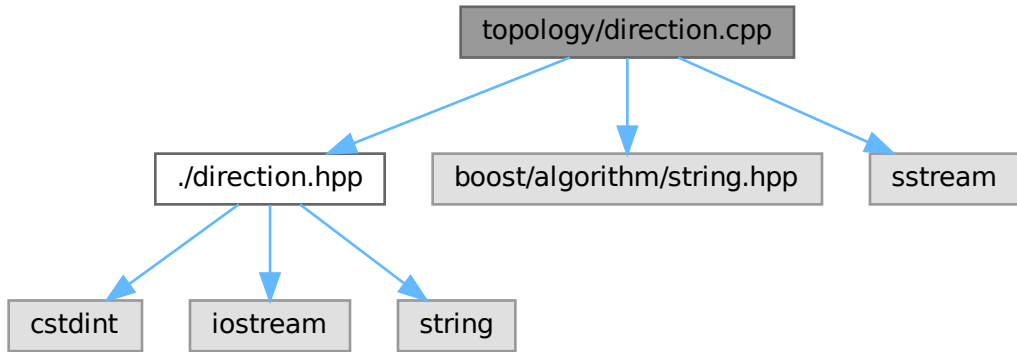 topology/direction.cpp
./direction.hpp
boost/algorithm/string.hpp
sstream
cstdint
iostream
string